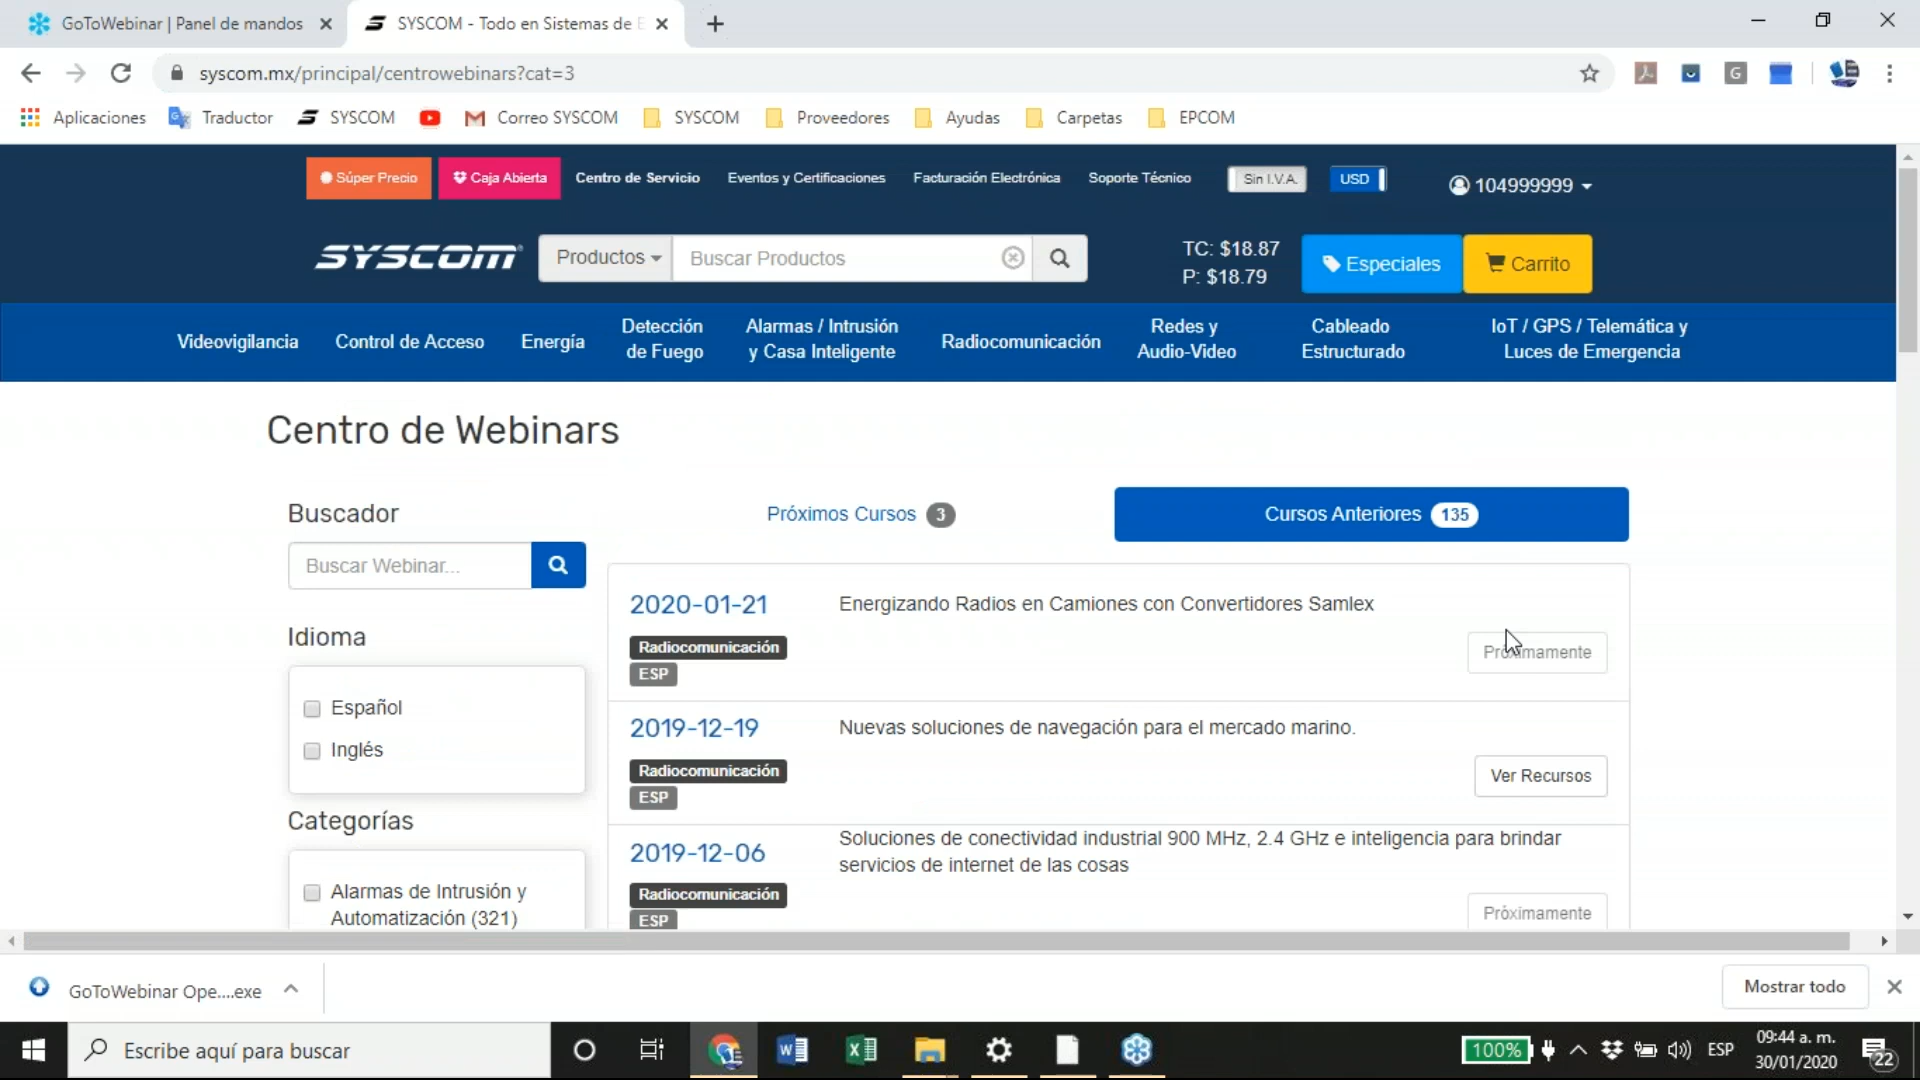 GoToWebinar | Panel de mandos
SYSCOM - Todo en Sistemas de
syscom.mx/principal/centrowebinars?cat=3
Aplicaciones
Traductor
SYSCOM
Correo SYSCOM
SYSCOM
Proveedores
Ayudas
Carpetas
EPCOM
Súper Precio
Caja Abierta
Centro de Servicio
Eventos y Certificaciones
Facturación Electrónica
Soporte Técnico
Sin I.V.A.
USD
104999999
SYSCOM
Productos
Buscar Productos
TC: $18.87
P: $18.79
Especiales
Carrito
Videovigilancia
Control de Acceso
Energía
Detección
de Fuego
Alarmas / Intrusión
y Casa Inteligente
Radiocomunicación
Redes y
Audio-Video
Cableado
Estructurado
IoT / GPS / Telemática y
Luces de Emergencia
Centro de Webinars
Buscador
Buscar Webinar...
Idioma
Español
Inglés
Categorías
Alarmas de Intrusión y
Automatización (321)
Próximos Cursos 3
Cursos Anteriores 135
2020-01-21
Energizando Radios en Camiones con Convertidores Samlex
Radiocomunicación
ESP
Próximamente
2019-12-19
Nuevas soluciones de navegación para el mercado marino.
Radiocomunicación
ESP
Ver Recursos
2019-12-06
Soluciones de conectividad industrial 900 MHz, 2.4 GHz e inteligencia para brindar
servicios de internet de las cosas
Radiocomunicación
ESP
Próximamente
GoToWebinar Ope....exe
Mostrar todo
Escribe aquí para buscar
100%
ESP
09:44 a. m.
30/01/2020
22